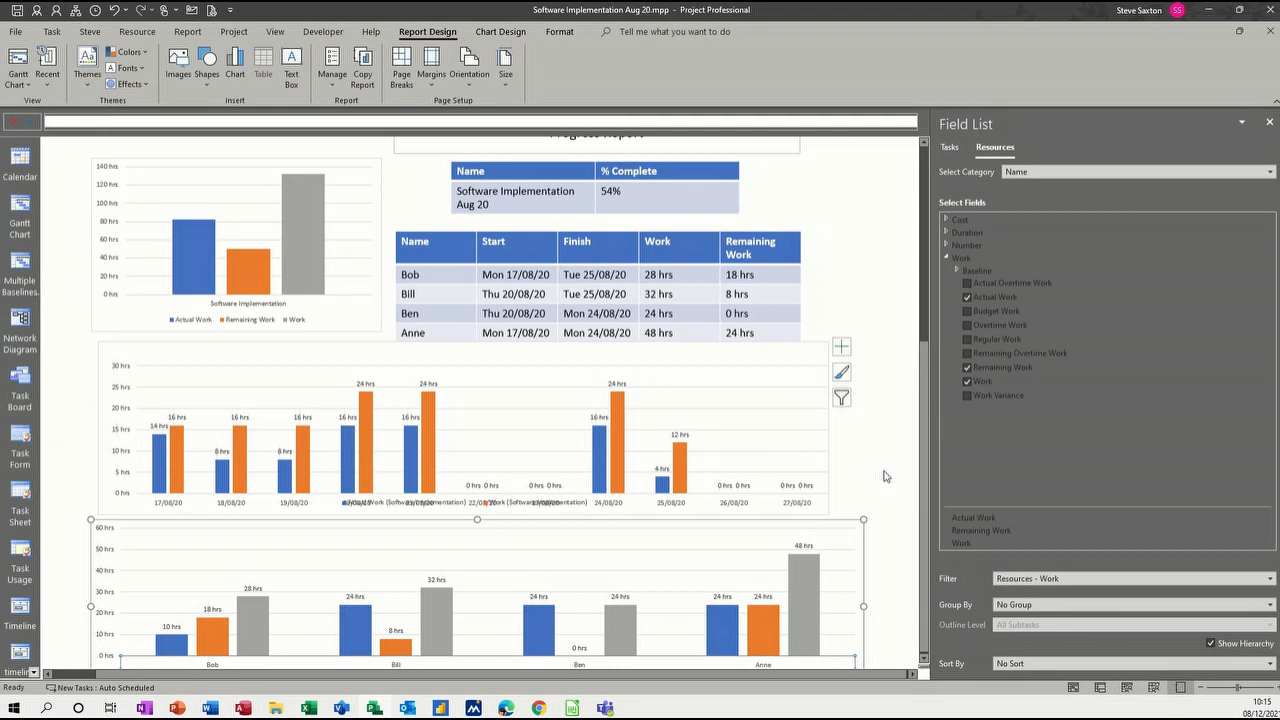 Software Implementation Aug 20.mpp - Project Professional
Steve Saxton
SS
File Task Steve Resource Report Project View Developer Help Report Design Chart Design Format Tell me what you want to do
Gantt Chart
Recent
Themes
Colors
Fonts
Effects
Images
Shapes
Chart
Table
Text Box
Manage
Copy Report
Page Breaks
Margins
Orientation
Size
View
Themes
Insert
Report
Page Setup
Calendar
Gantt Chart
Multiple Baselines.
Network Diagram
Task Board
Task Form
Task Sheet
Task Usage
Timeline
timelin
Progress Report
Name % Complete
Software Implementation Aug 20 54%
140 hrs
120 hrs
100 hrs
80 hrs
60 hrs
40 hrs
20 hrs
0 hrs
Software Implementation
Actual Work Remaining Work Work
Name Start Finish Work Remaining Work
Bob Mon 17/08/20 Tue 25/08/20 28 hrs 18 hrs
Bill Thu 20/08/20 Tue 25/08/20 32 hrs 8 hrs
Ben Thu 20/08/20 Mon 24/08/20 24 hrs 0 hrs
Anne Mon 17/08/20 Mon 24/08/20 48 hrs 24 hrs
30 hrs
25 hrs
20 hrs
15 hrs
10 hrs
5 hrs
0 hrs
14 hrs 16 hrs 8 hrs 16 hrs 8 hrs 16 hrs 16 hrs 24 hrs 16 hrs 24 hrs 0 hrs 0 hrs 0 hrs 0 hrs 16 hrs 24 hrs 4 hrs 12 hrs 0 hrs 0 hrs 0 hrs 0 hrs
17/08/20 18/08/20 19/08/20 22/08/20 24/08/20 25/08/20 26/08/20 27/08/20
Work (Software Implementation) Work (Software Implementation)
60 hrs
50 hrs
40 hrs
30 hrs
20 hrs
10 hrs
0 hrs
10 hrs 18 hrs 28 hrs 24 hrs 8 hrs 32 hrs 24 hrs 0 hrs 24 hrs 24 hrs 24 hrs 48 hrs
Bob Bill Ben Anne
Field List
Tasks Resources
Select Category Name
Select Fields
Cost
Duration
Number
Work
Baseline
Actual Overtime Work
Actual Work
Budget Work
Overtime Work
Regular Work
Remaining Overtime Work
Remaining Work
Work
Work Variance
Actual Work
Remaining Work
Work
Filter Resources - Work
Group By No Group
Outline Level All Subtasks
Show Hierarchy
Sort By No Sort
Ready New Tasks : Auto Scheduled
10:15
08/12/2021